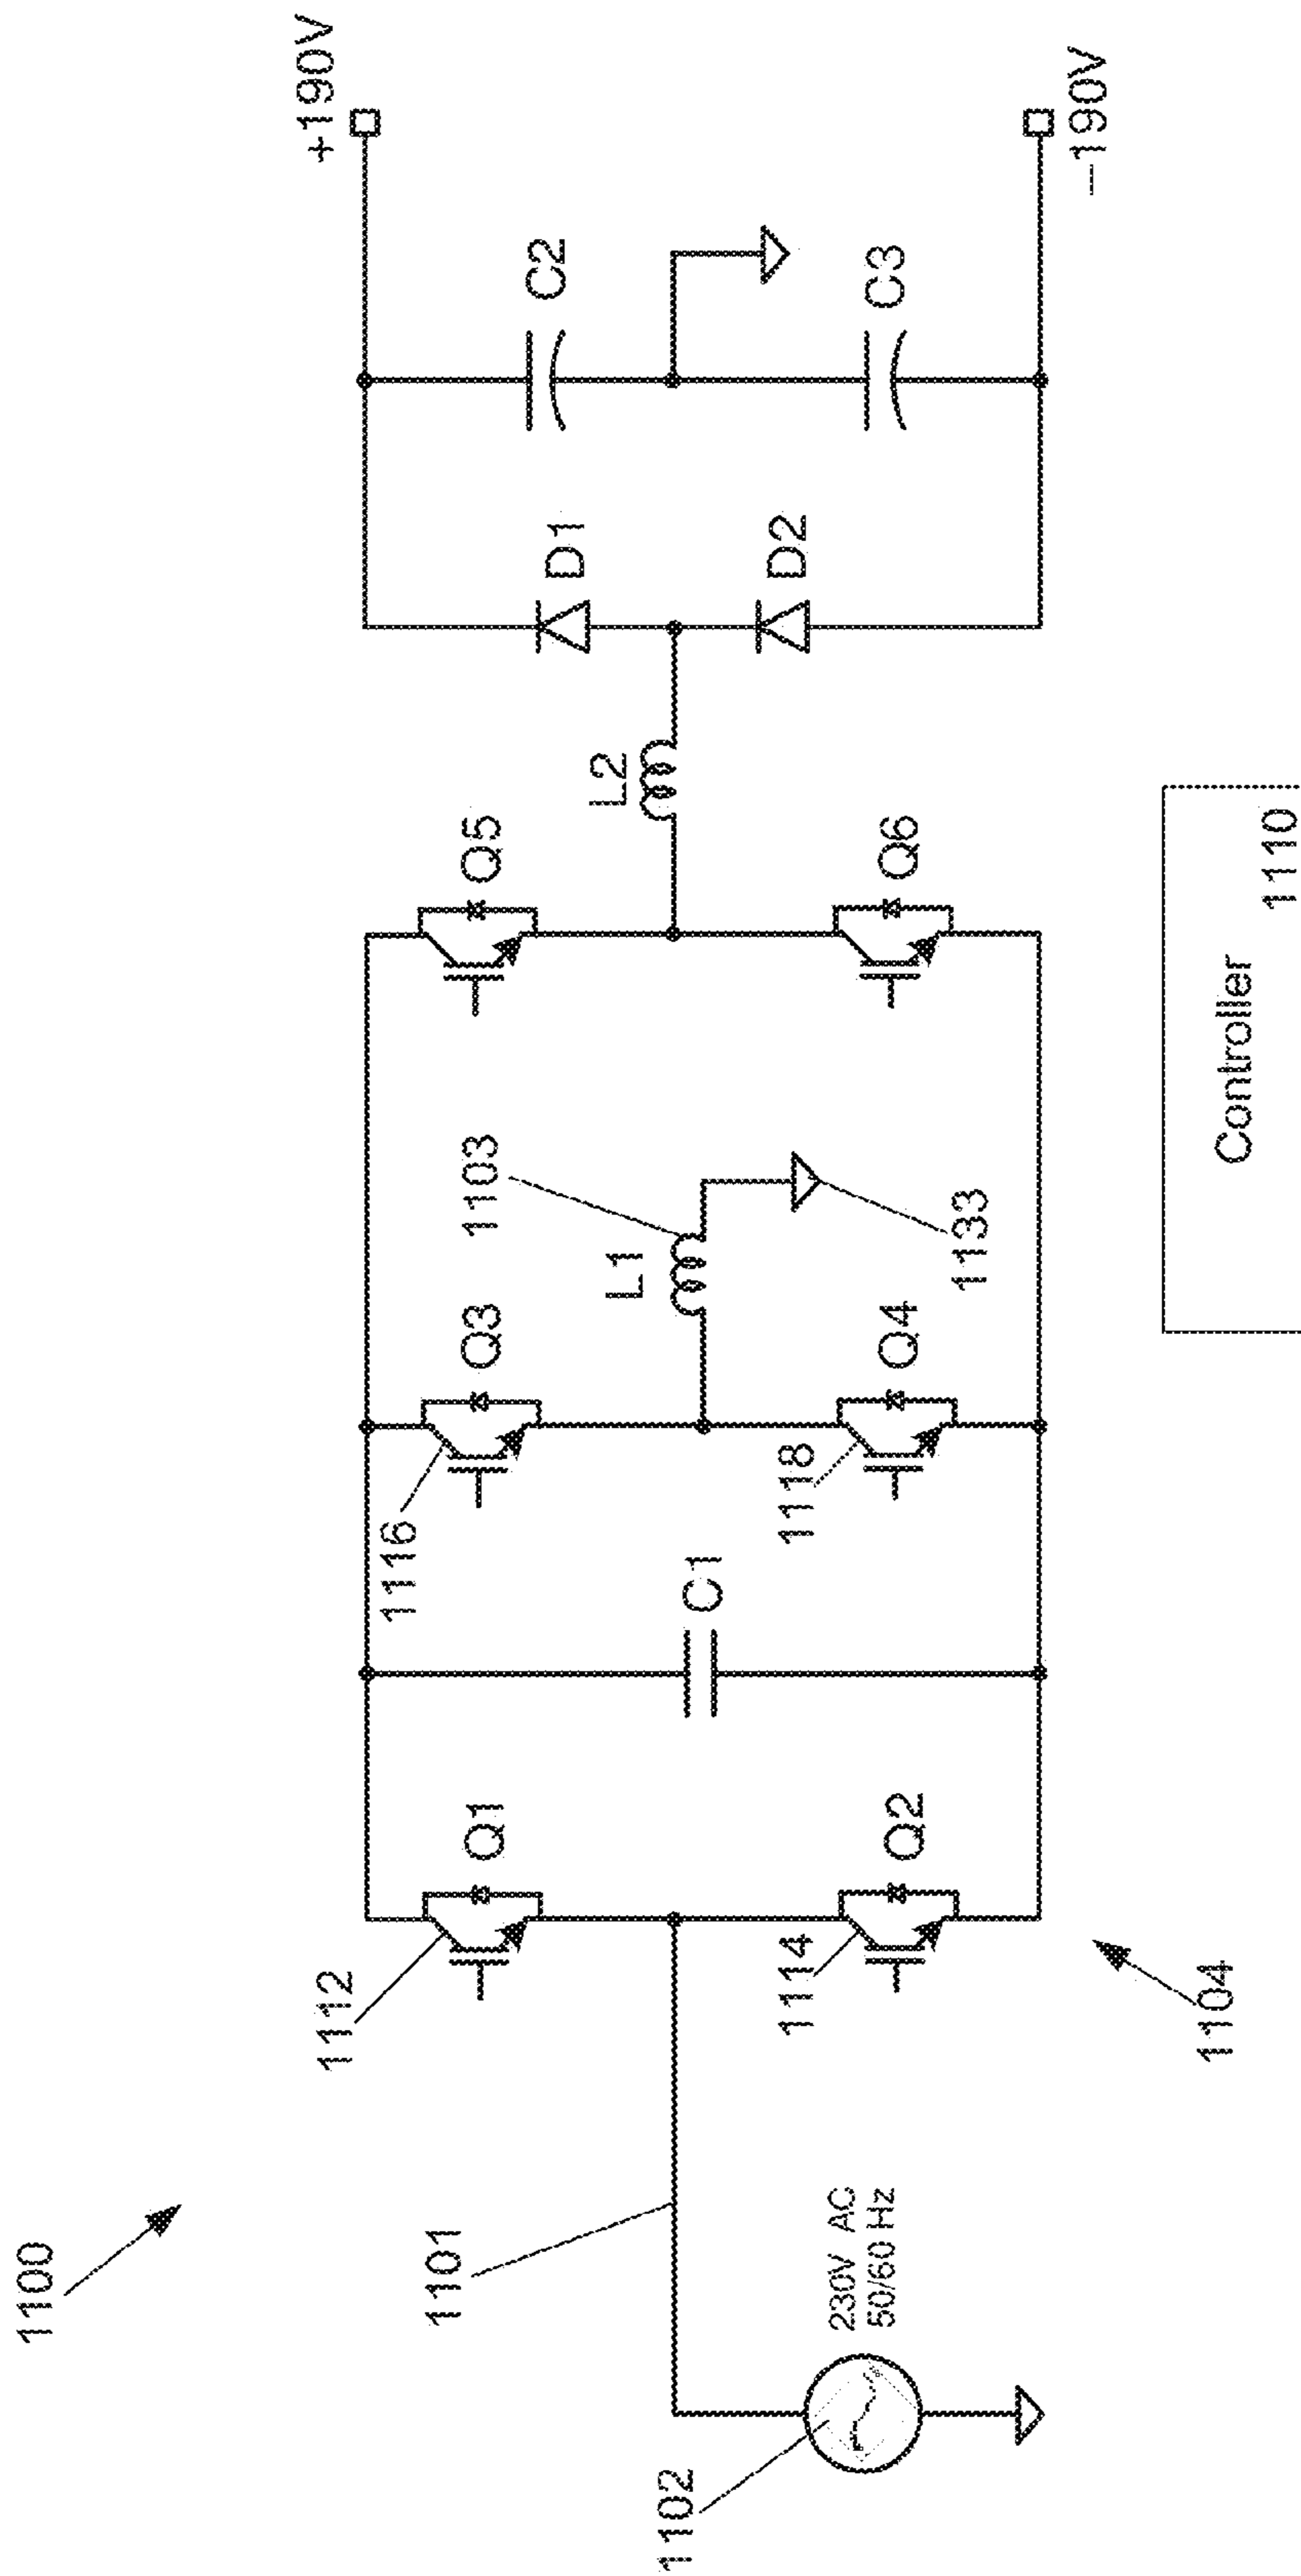 1100
1102
230V AC
50/60 Hz
1101
1112
Q1
1114
Q2
1104
C1
1116
Q3
1118
Q4
L1
1103
1133
Q5
Q6
L2
D1
D2
C2
C3
+190V
–190V
Controller
1110